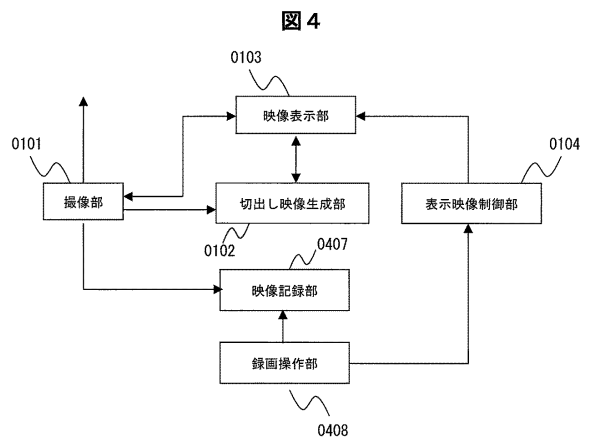 図４
0103
映像表示部
0101
0104
撮像部
切出し映像生成部
表示映像制御部
0102
0407
映像記録部
録画操作部
0408